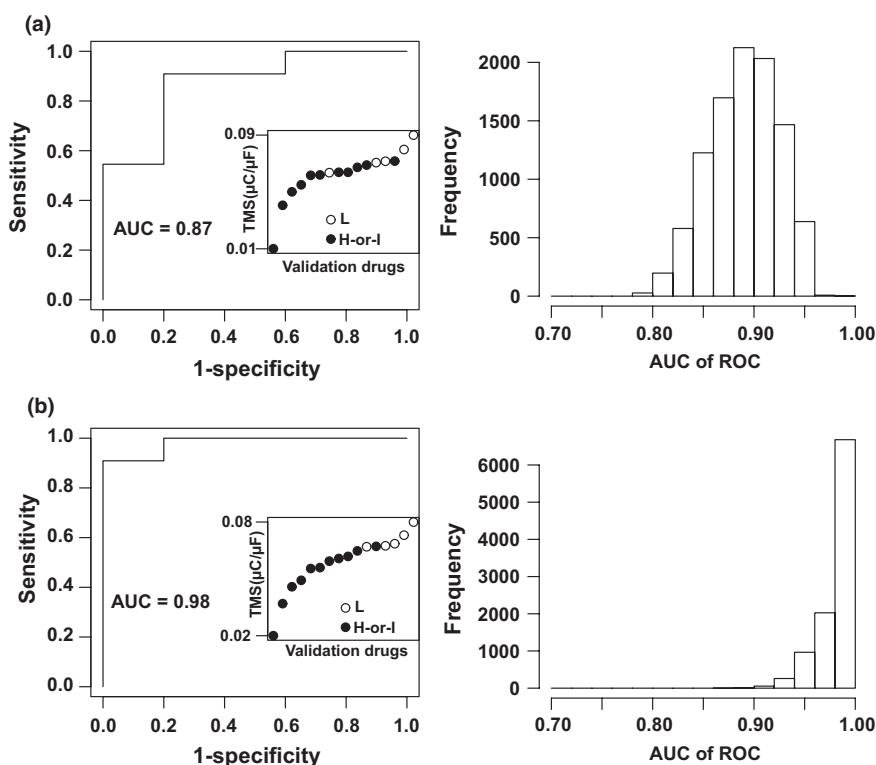 (a)
Sensitivity
1.0
0.8
0.6
0.4
0.2
0.0
AUC = 0.87
TMS(µC/µF)
0.09
0.01
L
H-or-I
Validation drugs
0.0 0.2 0.4 0.6 0.8 1.0
1-specificity
Frequency
2000
1500
1000
500
0
0.70 0.80 0.90 1.00
AUC of ROC
(b)
Sensitivity
1.0
0.8
0.6
0.4
0.2
0.0
AUC = 0.98
TMS(µC/µF)
0.08
0.02
L
H-or-I
Validation drugs
0.0 0.2 0.4 0.6 0.8 1.0
1-specificity
Frequency
6000
5000
4000
3000
2000
1000
0
0.70 0.80 0.90 1.00
AUC of ROC